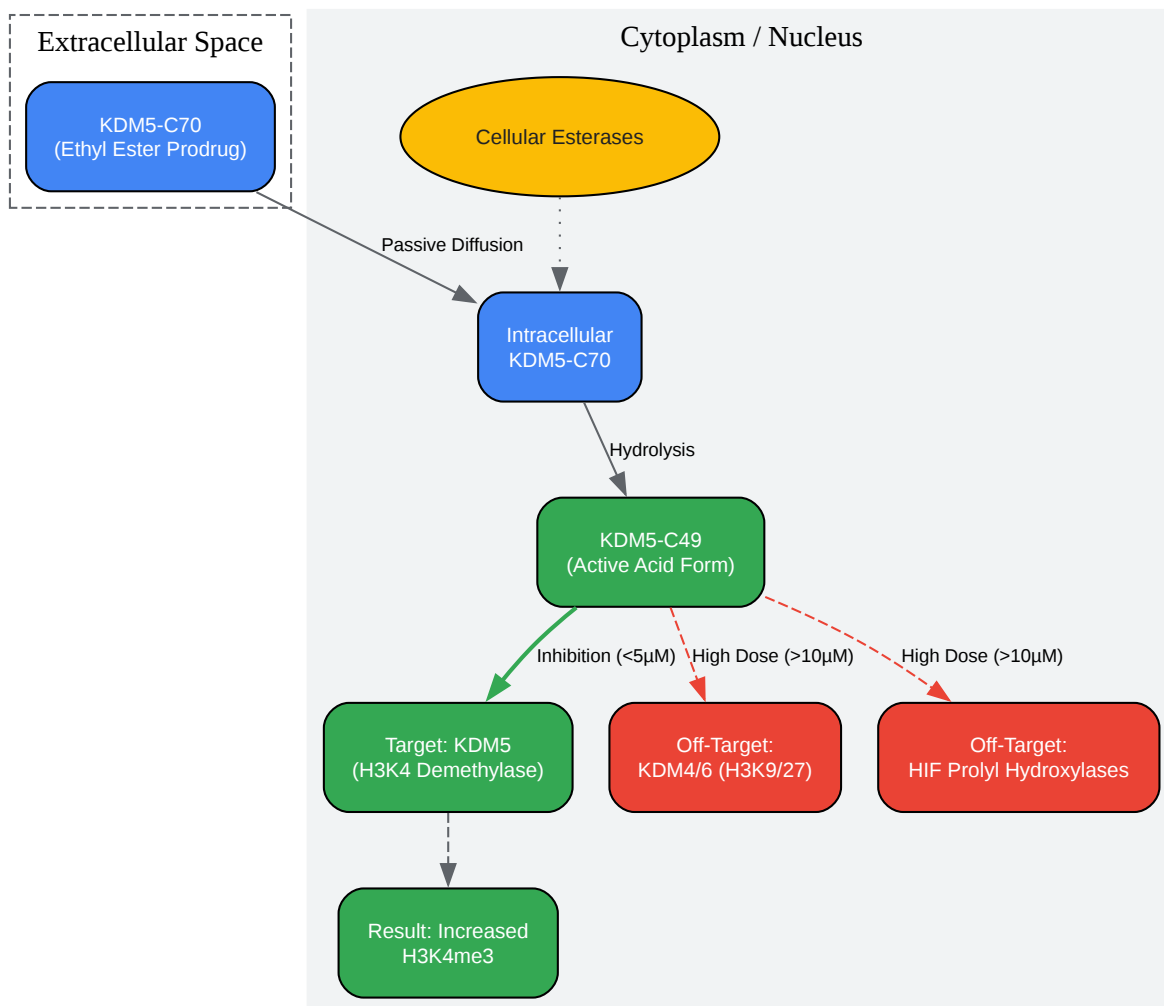 Extracellular Space
Cytoplasm / Nucleus
KDM5-C70
(Ethyl Ester Prodrug)
Cellular Esterases
Passive Diffusion
Intracellular
KDM5-C70
Hydrolysis
KDM5-C49
(Active Acid Form)
Inhibition (<5µM)
High Dose (>10µM)
High Dose (>10µM)
Target: KDM5
(H3K4 Demethylase)
Off-Target:
KDM4/6 (H3K9/27)
Off-Target:
HIF Prolyl Hydroxylases
Result: Increased
H3K4me3